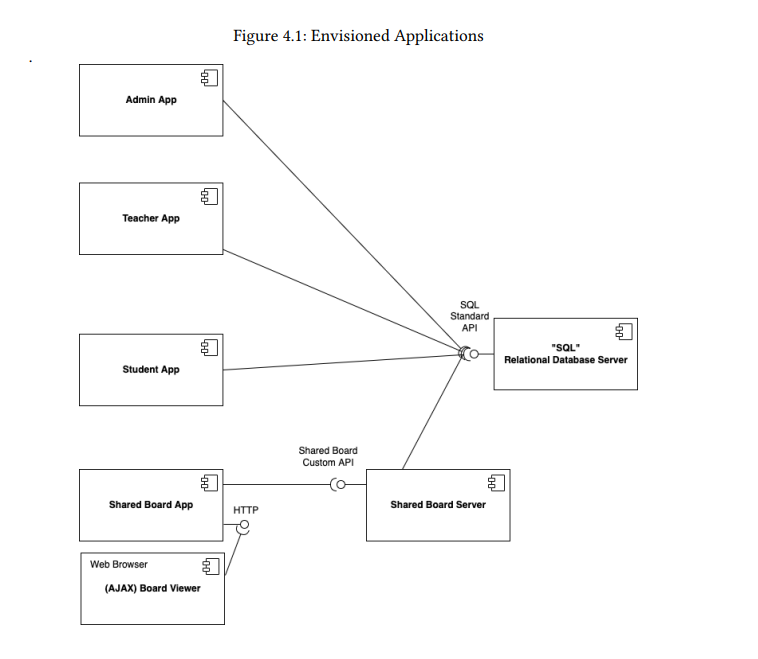 Figure 4.1: Envisioned Applications
.
Admin App
Teacher App
SQL
Standard
API
"SQL"
Relational Database Server
Student App
Shared Board
Custom API
Shared Board App
Shared Board Server
HTTP
Web Browser
(AJAX) Board Viewer